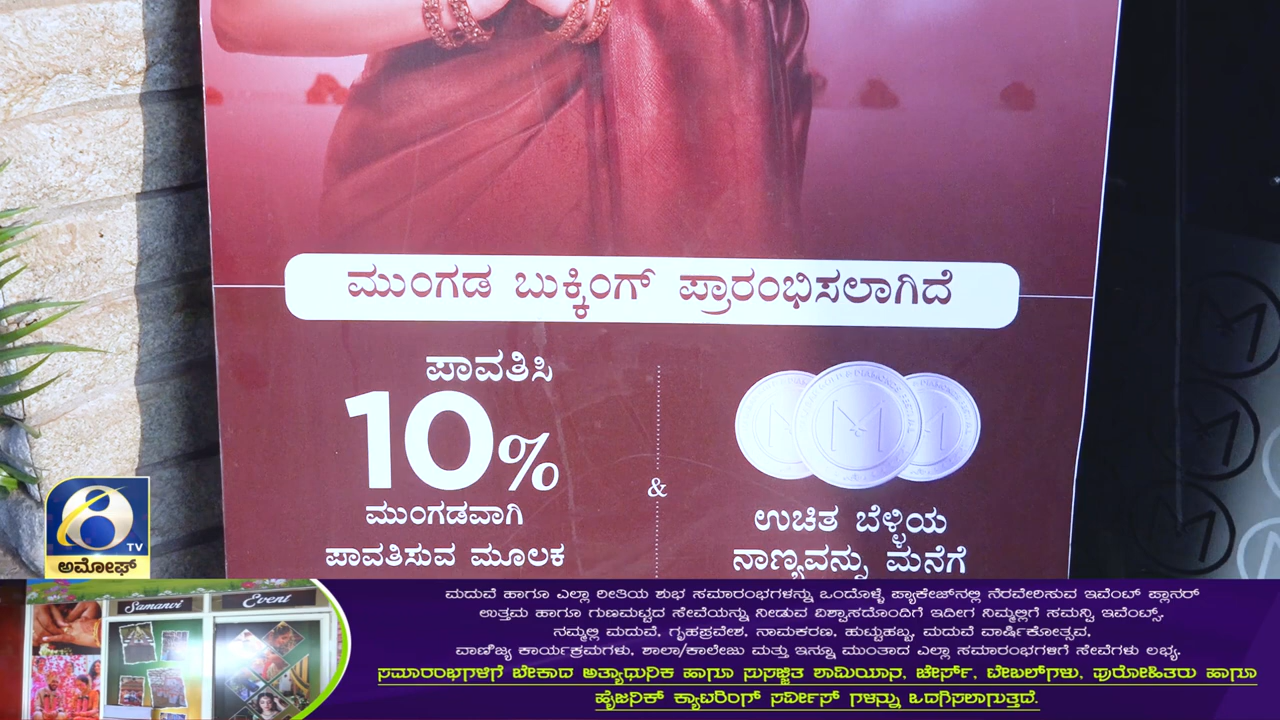 ಮುಂಗಡ ಬುಕ್ಕಿಂಗ್ ಪ್ರಾರಂಭಿಸಲಾಗಿದೆ
ಪಾವತಿಸಿ
10%
ಮುಂಗಡವಾಗಿ
ಪಾವತಿಸುವ ಮೂಲಕ
&
M
ಉಚಿತ ಬೆಳ್ಳಿಯ
ನಾಣ್ಯವನ್ನು ಮನೆಗೆ
8
TV
ಅಮೋಘ್
Samanvi Event
ಮದುವೆ ಹಾಗೂ ಎಲ್ಲಾ ರೀತಿಯ ಶುಭ ಸಮಾರಂಭಗಳನ್ನು ಒಂದೊಳ್ಳೆ ಪ್ಯಾಕೇಜ್‌ನಲ್ಲಿ ನೆರವೇರಿಸುವ ಇವೆಂಟ್ ಪ್ಲಾನರ್
ಉತ್ತಮ ಹಾಗೂ ಗುಣಮಟ್ಟದ ಸೇವೆಯನ್ನು ನೀಡುವ ವಿಶ್ವಾಸದೊಂದಿಗೆ ಇದೀಗ ನಿಮ್ಮಲ್ಲಿಗೆ ಸಮನ್ವಿ ಇವೆಂಟ್ಸ್.
ನಮ್ಮಲ್ಲಿ ಮದುವೆ, ಗೃಹಪ್ರವೇಶ, ನಾಮಕರಣ, ಹುಟ್ಟುಹಬ್ಬ, ಮದುವೆ ವಾರ್ಷಿಕೋತ್ಸವ,
ವಾಣಿಜ್ಯ ಕಾರ್ಯಕ್ರಮಗಳು, ಶಾಲಾ/ಕಾಲೇಜು ಮತ್ತು ಇನ್ನೂ ಮುಂತಾದ ಎಲ್ಲಾ ಸಮಾರಂಭಗಳಿಗೆ ಸೇವೆಗಳು ಲಭ್ಯ.
ಸಮಾರಂಭಗಳಿಗೆ ಬೇಕಾದ ಅತ್ಯಾಧುನಿಕ ಹಾಗೂ ಸುಸಜ್ಜಿತ ಶಾಮಿಯಾನ, ಚೇರ್ಸ್, ಟೇಬಲ್‌ಗಳು, ಪುರೋಹಿತರು ಹಾಗೂ
ಹೈಜನಿಕ್ ಕ್ಯಾಟರಿಂಗ್ ಸರ್ವೀಸ್ ಗಳನ್ನು ಒದಗಿಸಲಾಗುತ್ತದೆ.